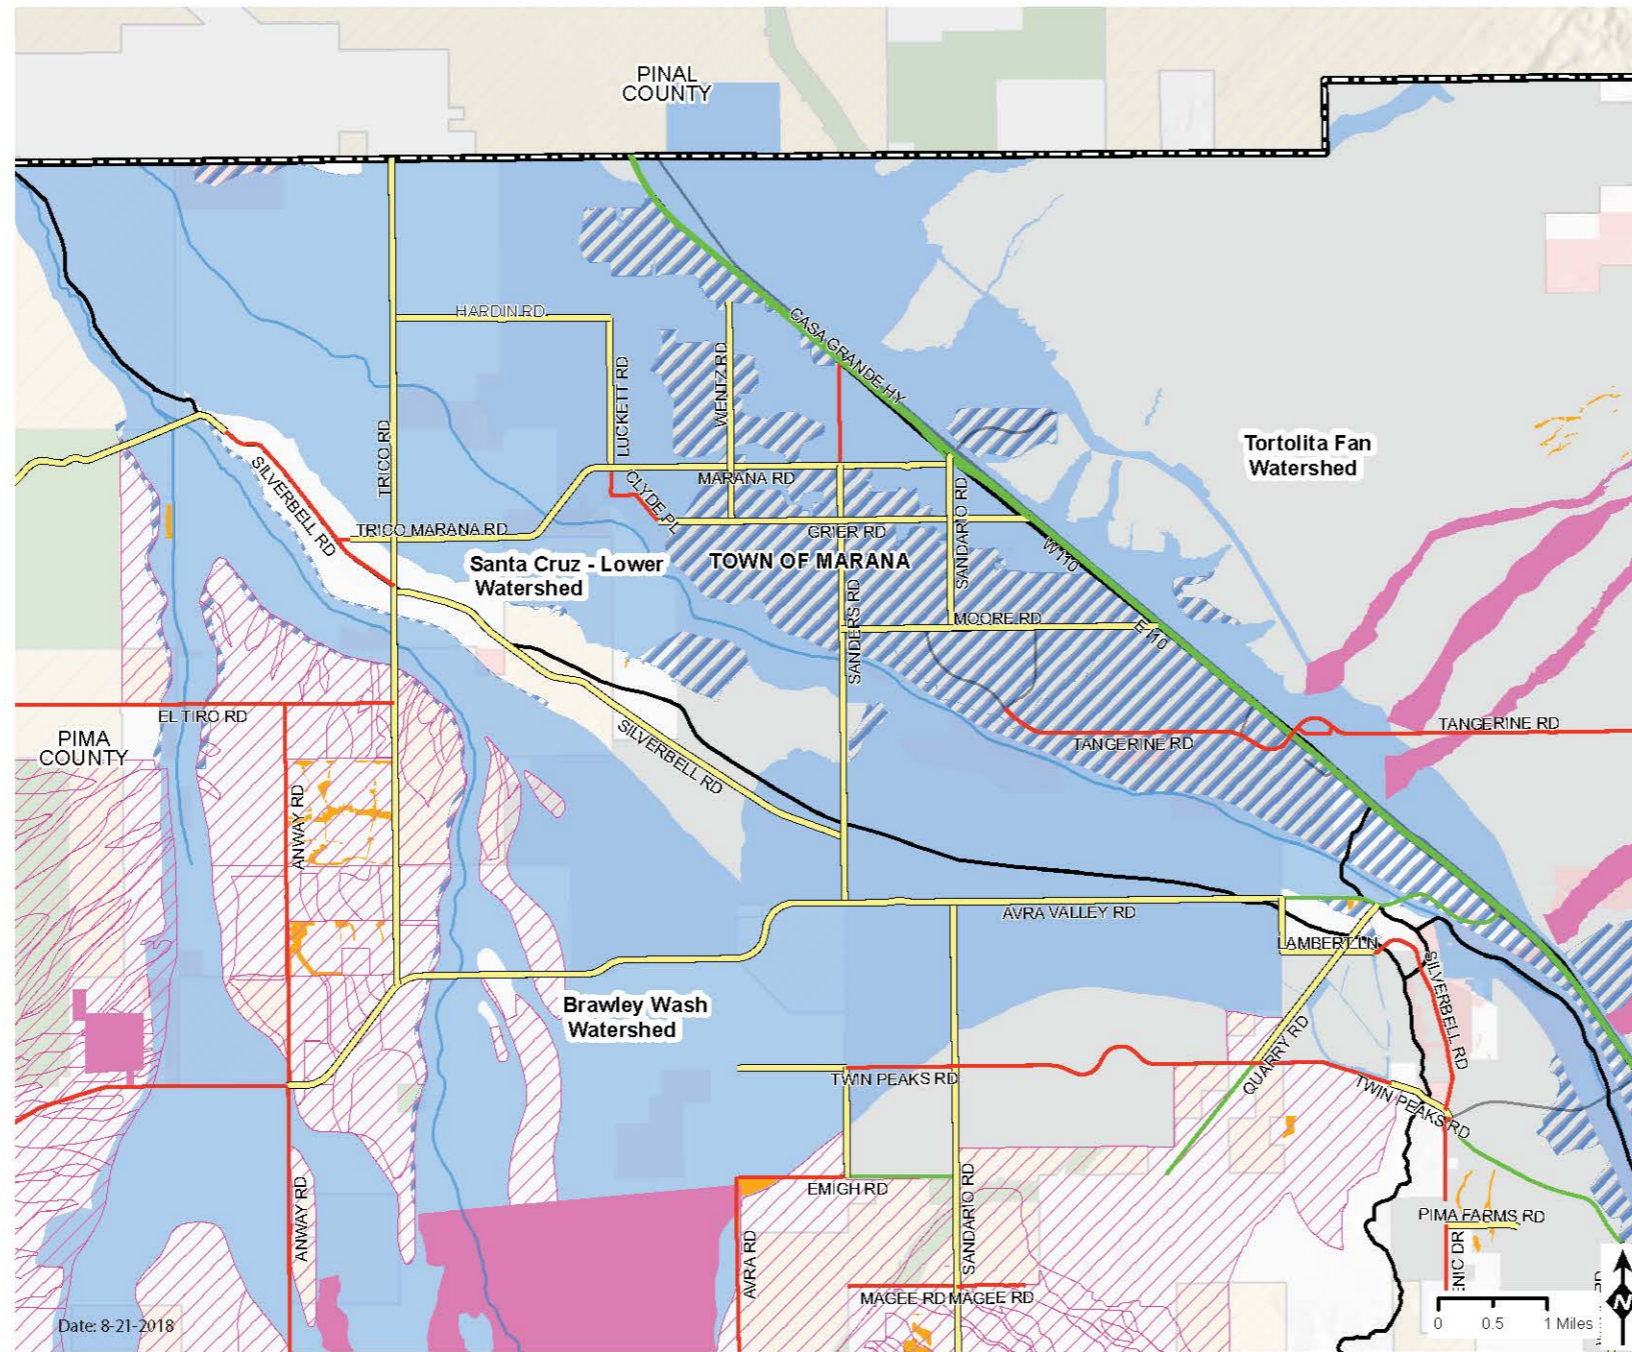 PINAL
COUNTY
HARDIN RD
CASA GRANDE HY
LUCKETT RD
WENTZ RD
TRICO RD
SILVERBELL RD
CLYDE PL
MARANA RD
TRICO MARANA RD
GRIER RD
SANDARIO RD
W I10
Tortolita Fan
Watershed
Santa Cruz - Lower
Watershed
TOWN OF MARANA
SANDERS RD
MOORE RD
E I10
EL TIRO RD
PIMA
COUNTY
SILVERBELL RD
TANGERINE RD
TANGERINE RD
ANWAY RD
AVRA VALLEY RD
LAMBERT LN
SILVERBELL RD
Brawley Wash
Watershed
QUARRY RD
TWIN PEAKS RD
TWIN PEAKS RD
ANWAY RD
EMIGH RD
SANDARIO RD
AVRA RD
PIMA FARMS RD
ENIC DR
MAGEE RD
MAGEE RD
Date: 8-21-2018
N
0 0.5 1 Miles